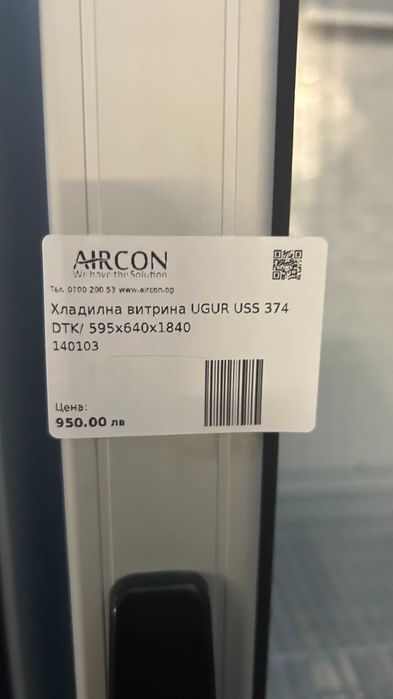 AIRCON
We have the Solution
Тел. 0700 200 53 www.aircon.bg
Хладилна витрина UGUR USS 374
DTK/ 595x640x1840
140103
Цена:
950.00 лв